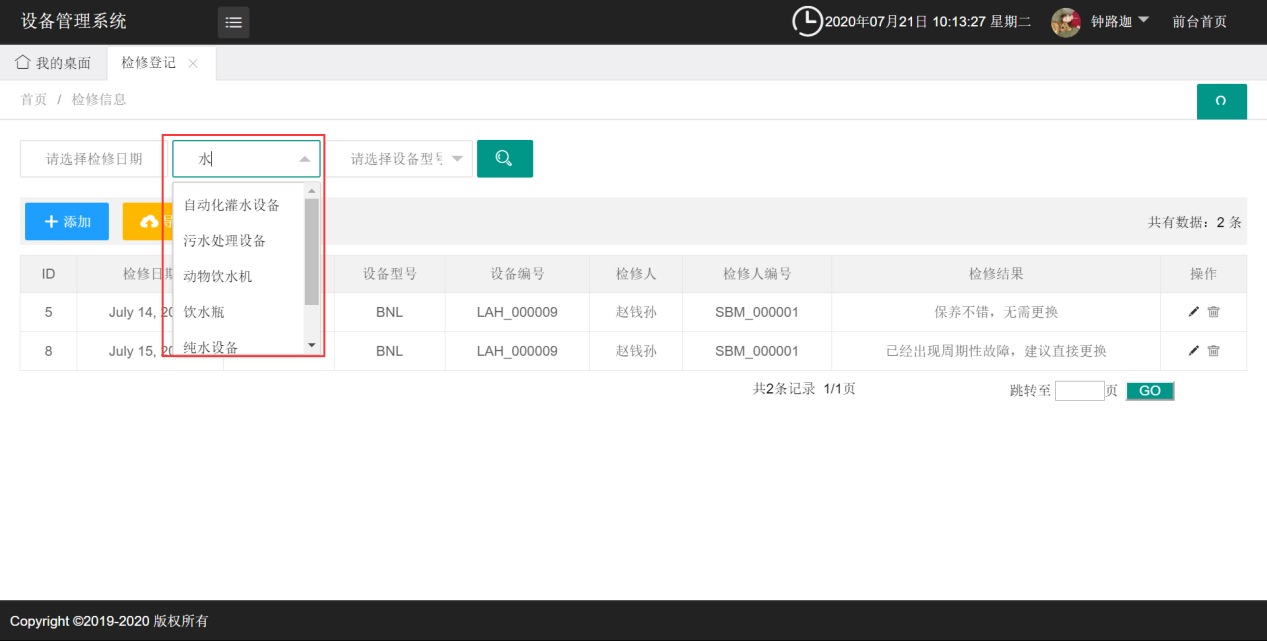 设备管理系统
2020年07月21日 10:13:27 星期二
钟路迦
前台首页
我的桌面
检修登记
首页 / 检修信息
请选择检修日期
水
请选择设备型号
自动化灌水设备
污水处理设备
动物饮水机
饮水瓶
纯水设备
添加
共有数据：2 条
ID 检修日期 设备型号 设备编号 检修人 检修人编号 检修结果 操作
5 July 14, 20 BNL LAH_000009 赵钱孙 SBM_000001 保养不错，无需更换
8 July 15, 20 BNL LAH_000009 赵钱孙 SBM_000001 已经出现周期性故障，建议直接更换
共2条记录 1/1页
跳转至 页 GO
Copyright ©2019-2020 版权所有